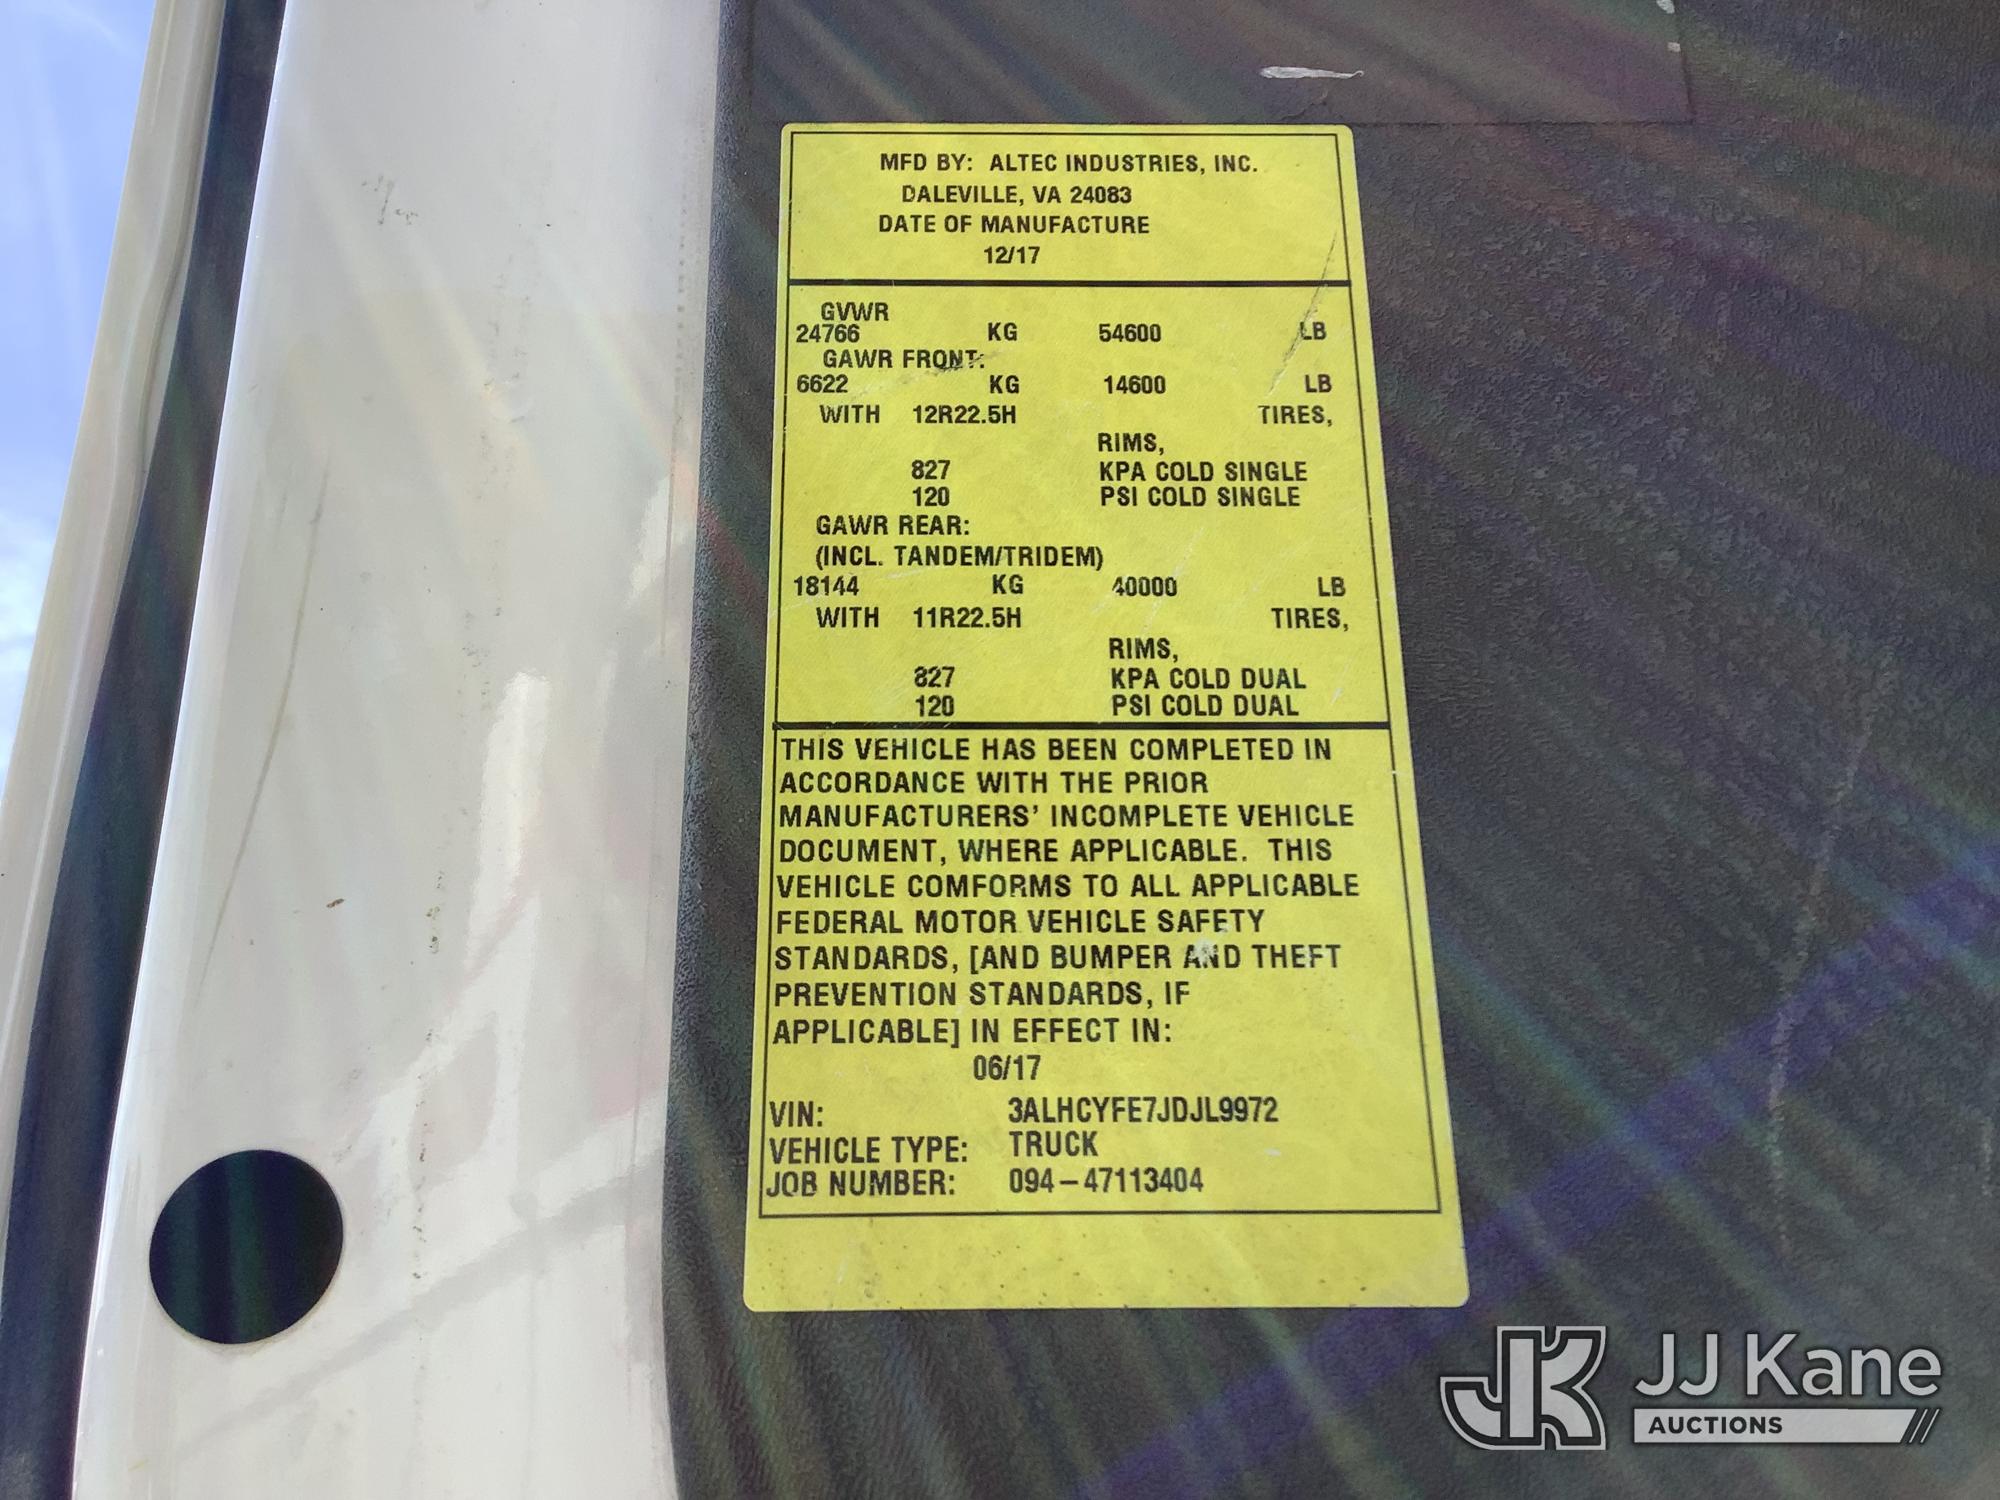 MFD BY: ALTEC INDUSTRIES, INC.
DALEVILLE, VA 24083
DATE OF MANUFACTURE
12/17
GVWR
24766 KG 54600 LB
GAWR FRONT:
6622 KG 14600 LB
WITH 12R22.5H TIRES,
RIMS,
827 KPA COLD SINGLE
120 PSI COLD SINGLE
GAWR REAR:
(INCL. TANDEM/TRIDEM)
18144 KG 40000 LB
WITH 11R22.5H TIRES,
RIMS,
827 KPA COLD DUAL
120 PSI COLD DUAL
THIS VEHICLE HAS BEEN COMPLETED IN
ACCORDANCE WITH THE PRIOR
MANUFACTURERS' INCOMPLETE VEHICLE
DOCUMENT, WHERE APPLICABLE. THIS
VEHICLE COMFORMS TO ALL APPLICABLE
FEDERAL MOTOR VEHICLE SAFETY
STANDARDS, [AND BUMPER AND THEFT
PREVENTION STANDARDS, IF
APPLICABLE] IN EFFECT IN:
06/17
VIN: 3ALHCYFE7JDJL9972
VEHICLE TYPE: TRUCK
JOB NUMBER: 094-47113404
JK JJ Kane
AUCTIONS